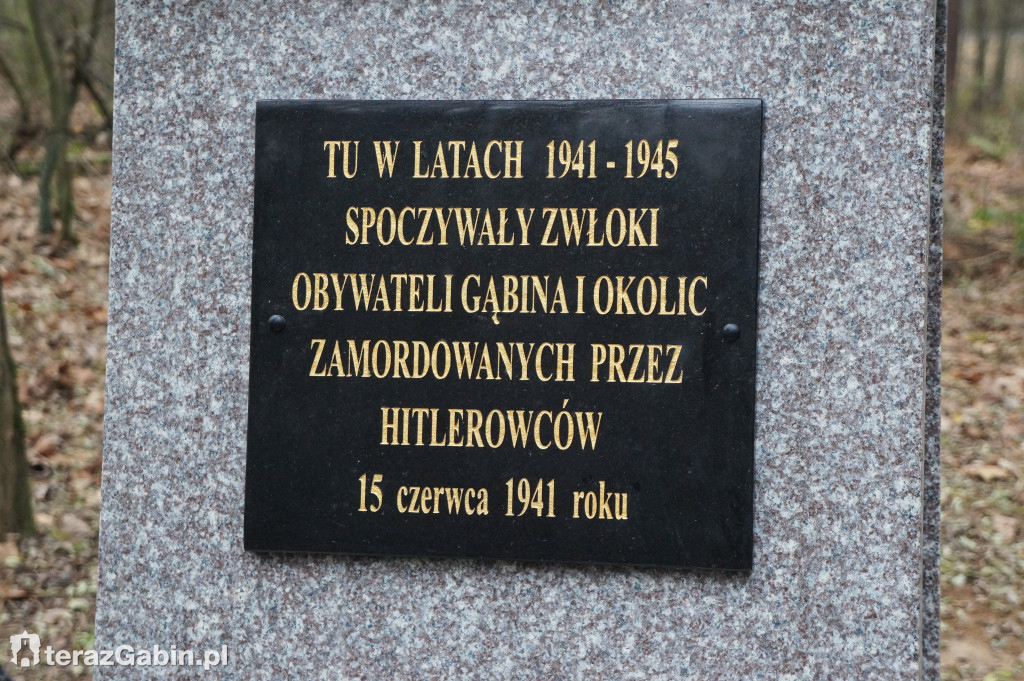 TU W LATACH 1941 - 1945
SPOCZYWAŁY ZWŁOKI
OBYWATELI GĄBINA I OKOLIC
ZAMORDOWANYCH PRZEZ
HITLEROWCÓW
15 czerwca 1941 roku
terazGabin.pl